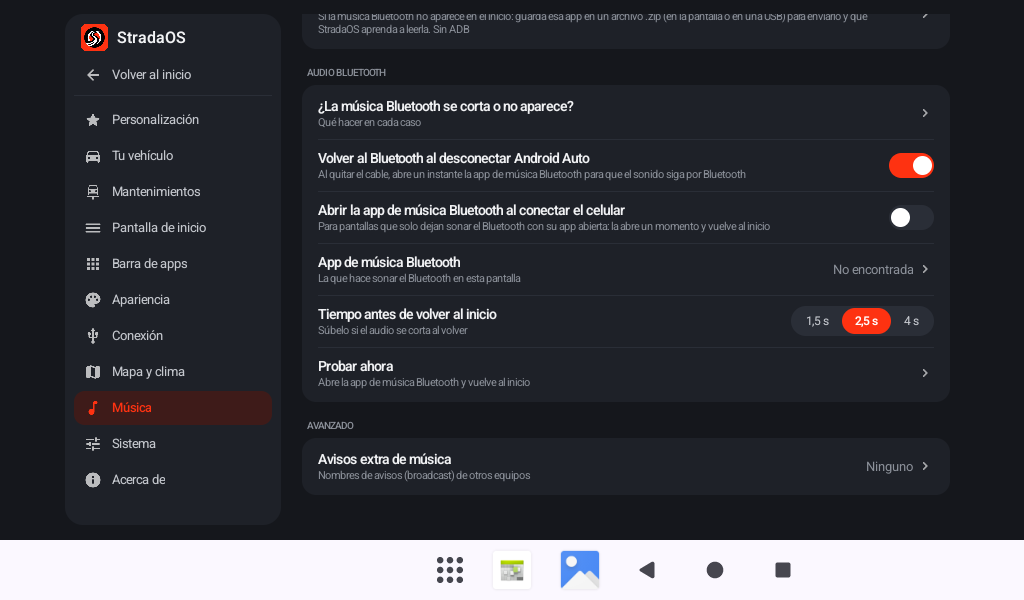 StradaOS
Volver al inicio
Personalización
Tu vehículo
Mantenimientos
Pantalla de inicio
Barra de apps
Apariencia
Conexión
Mapa y clima
Música
Sistema
Acerca de
Si la música Bluetooth no aparece en el inicio: guarda esa app en un archivo .zip (en la pantalla o en una USB) para enviarlo y que
StradaOS aprenda a leerla. Sin ADB
AUDIO BLUETOOTH
¿La música Bluetooth se corta o no aparece?
Qué hacer en cada caso
Volver al Bluetooth al desconectar Android Auto
Al quitar el cable, abre un instante la app de música Bluetooth para que el sonido siga por Bluetooth
Abrir la app de música Bluetooth al conectar el celular
Para pantallas que solo dejan sonar el Bluetooth con su app abierta: la abre un momento y vuelve al inicio
App de música Bluetooth
La que hace sonar el Bluetooth en esta pantalla
No encontrada
Tiempo antes de volver al inicio
Súbelo si el audio se corta al volver
1,5 s 2,5 s 4 s
Probar ahora
Abre la app de música Bluetooth y vuelve al inicio
AVANZADO
Avisos extra de música
Nombres de avisos (broadcast) de otros equipos
Ninguno